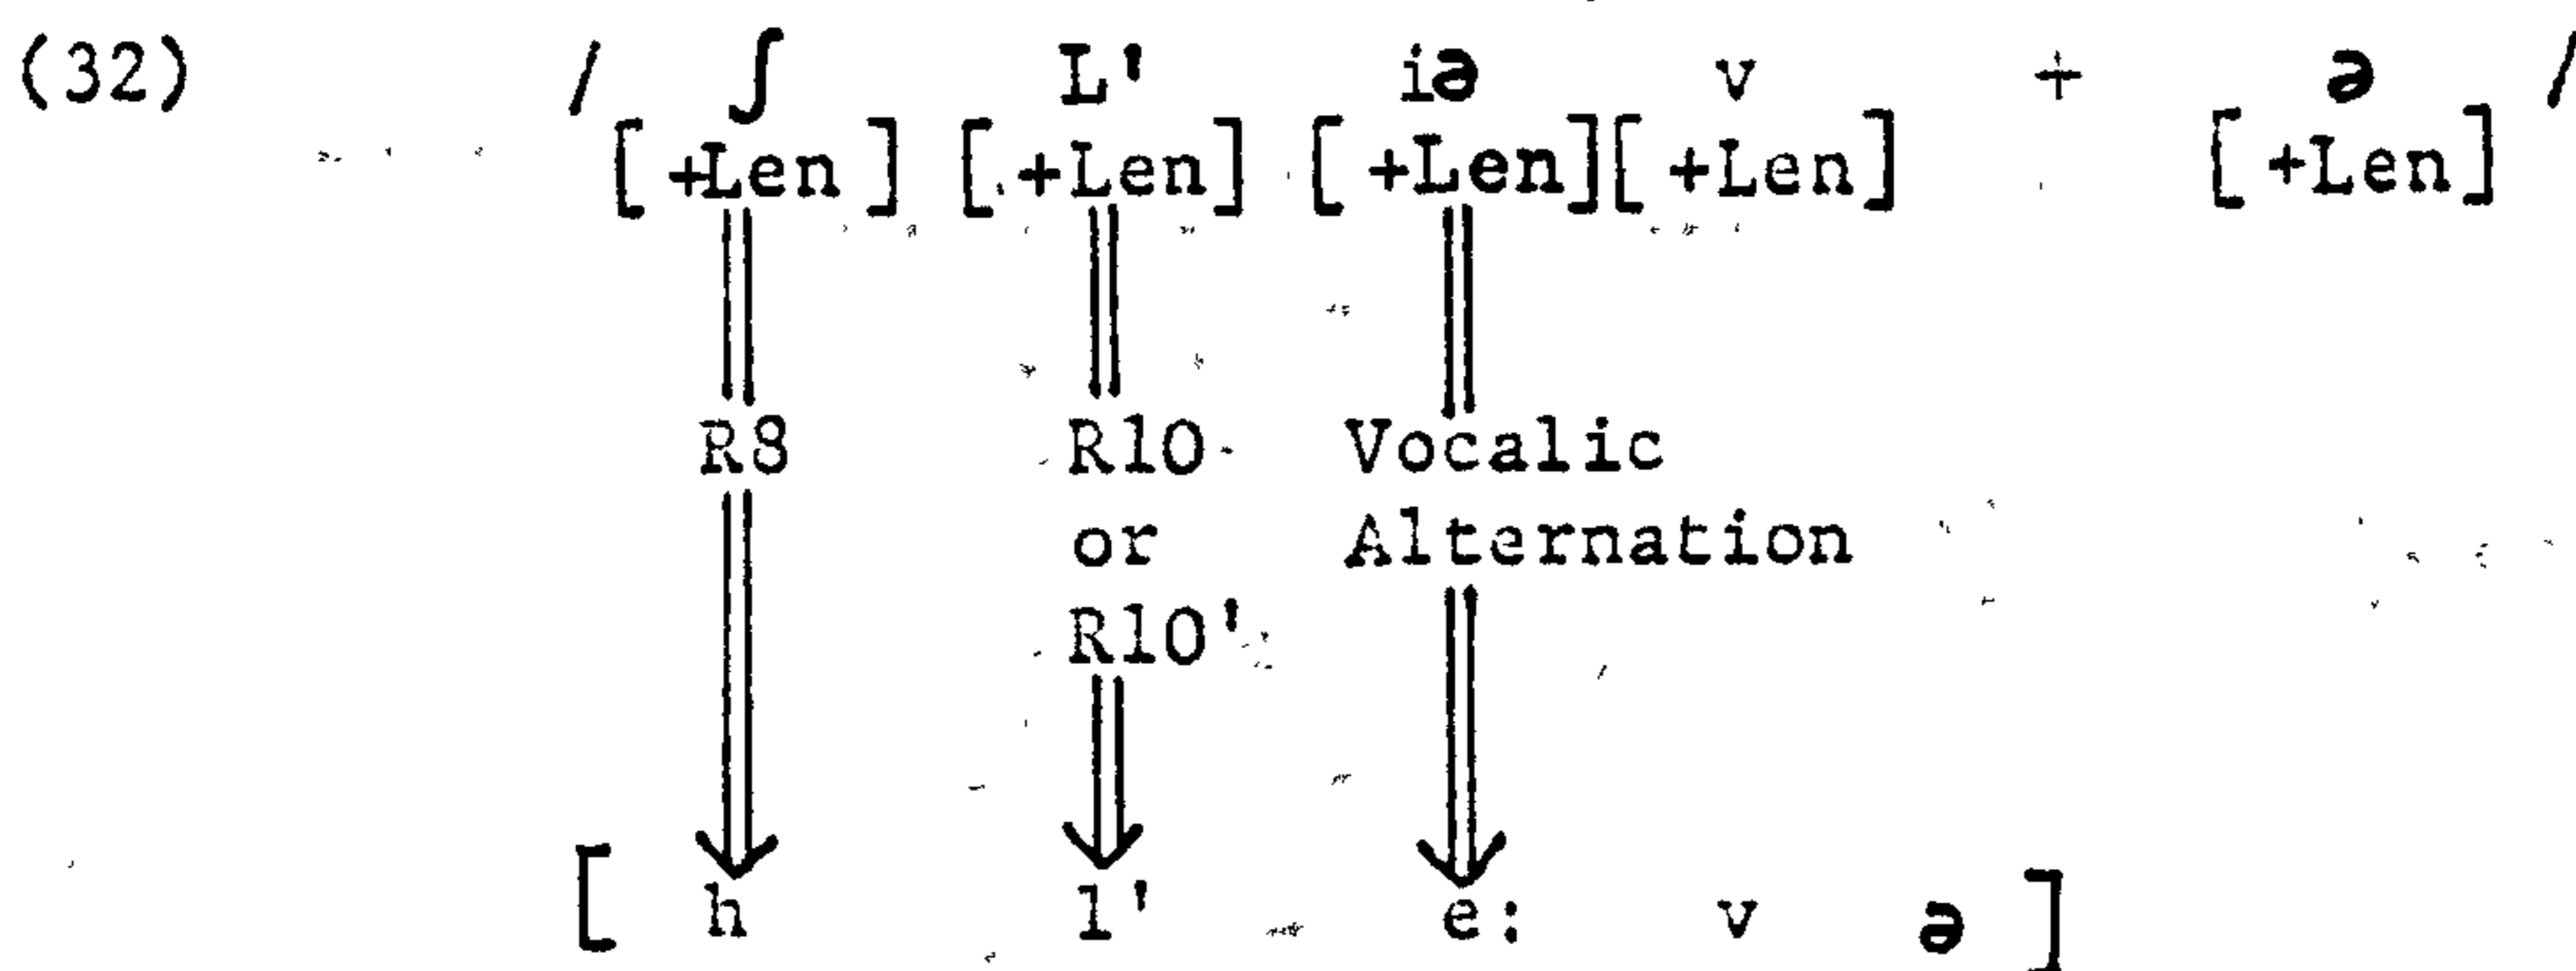 (32) / ʃ L' iə v + ə /
[ +Len ] [ +Len] [ +Len][ +Len] [ +Len]
R8 R10 Vocalic
or Alternation
R10'
[ h l' e: v ə ]